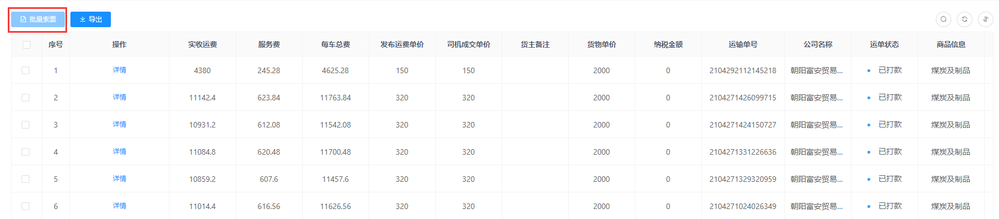 批量索票 导出
序号 操作 实收运费 服务费 每车总费 发布运费单价 司机成交单价 货主备注 货物单价 纳税金额 运输单号 公司名称 运单状态 商品信息
1 详情 4380 245.28 4625.28 150 150 2000 0 2104292112145218 朝阳富安贸易... 已打款 煤炭及制品
2 详情 11142.4 623.84 11763.84 320 320 2000 0 2104271426099715 朝阳富安贸易... 已打款 煤炭及制品
3 详情 10931.2 612.08 11542.08 320 320 2000 0 2104271424150727 朝阳富安贸易... 已打款 煤炭及制品
4 详情 11084.8 620.48 11700.48 320 320 2000 0 2104271331226636 朝阳富安贸易... 已打款 煤炭及制品
5 详情 10859.2 607.6 11457.6 320 320 2000 0 2104271329320959 朝阳富安贸易... 已打款 煤炭及制品
6 详情 11014.4 616.56 11626.56 320 320 2000 0 2104271024026349 朝阳富安贸易... 已打款 煤炭及制品